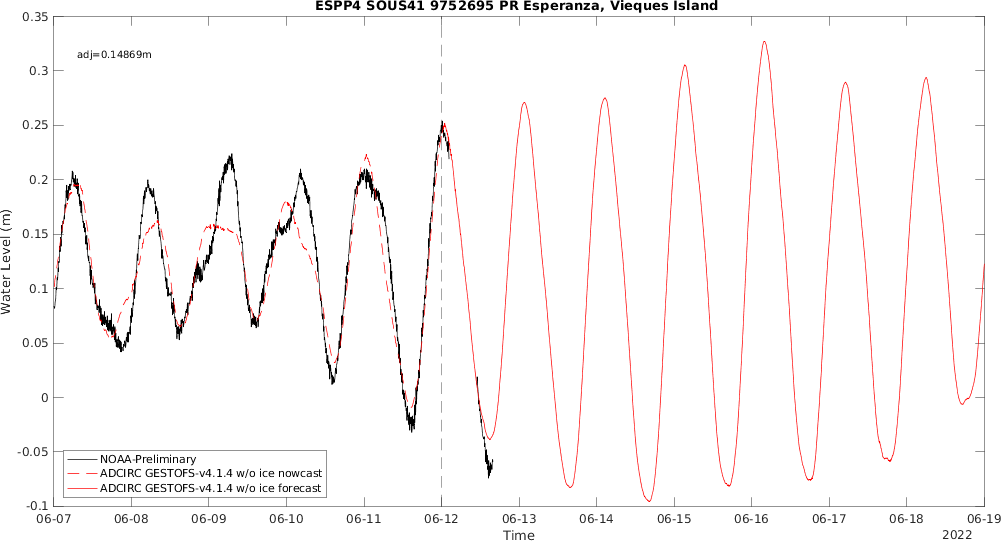 ESPP4 SOUS41 9752695 PR Esperanza, Vieques Island
adj=0.14869m
0.35
0.3
0.25
0.2
0.15
0.1
0.05
0
-0.05
-0.1
Water Level (m)
NOAA-Preliminary
ADCIRC GESTOFS-v4.1.4 w/o ice nowcast
ADCIRC GESTOFS-v4.1.4 w/o ice forecast
06-07 06-08 06-09 06-10 06-11 06-12 06-13 06-14 06-15 06-16 06-17 06-18 06-19
Time
2022